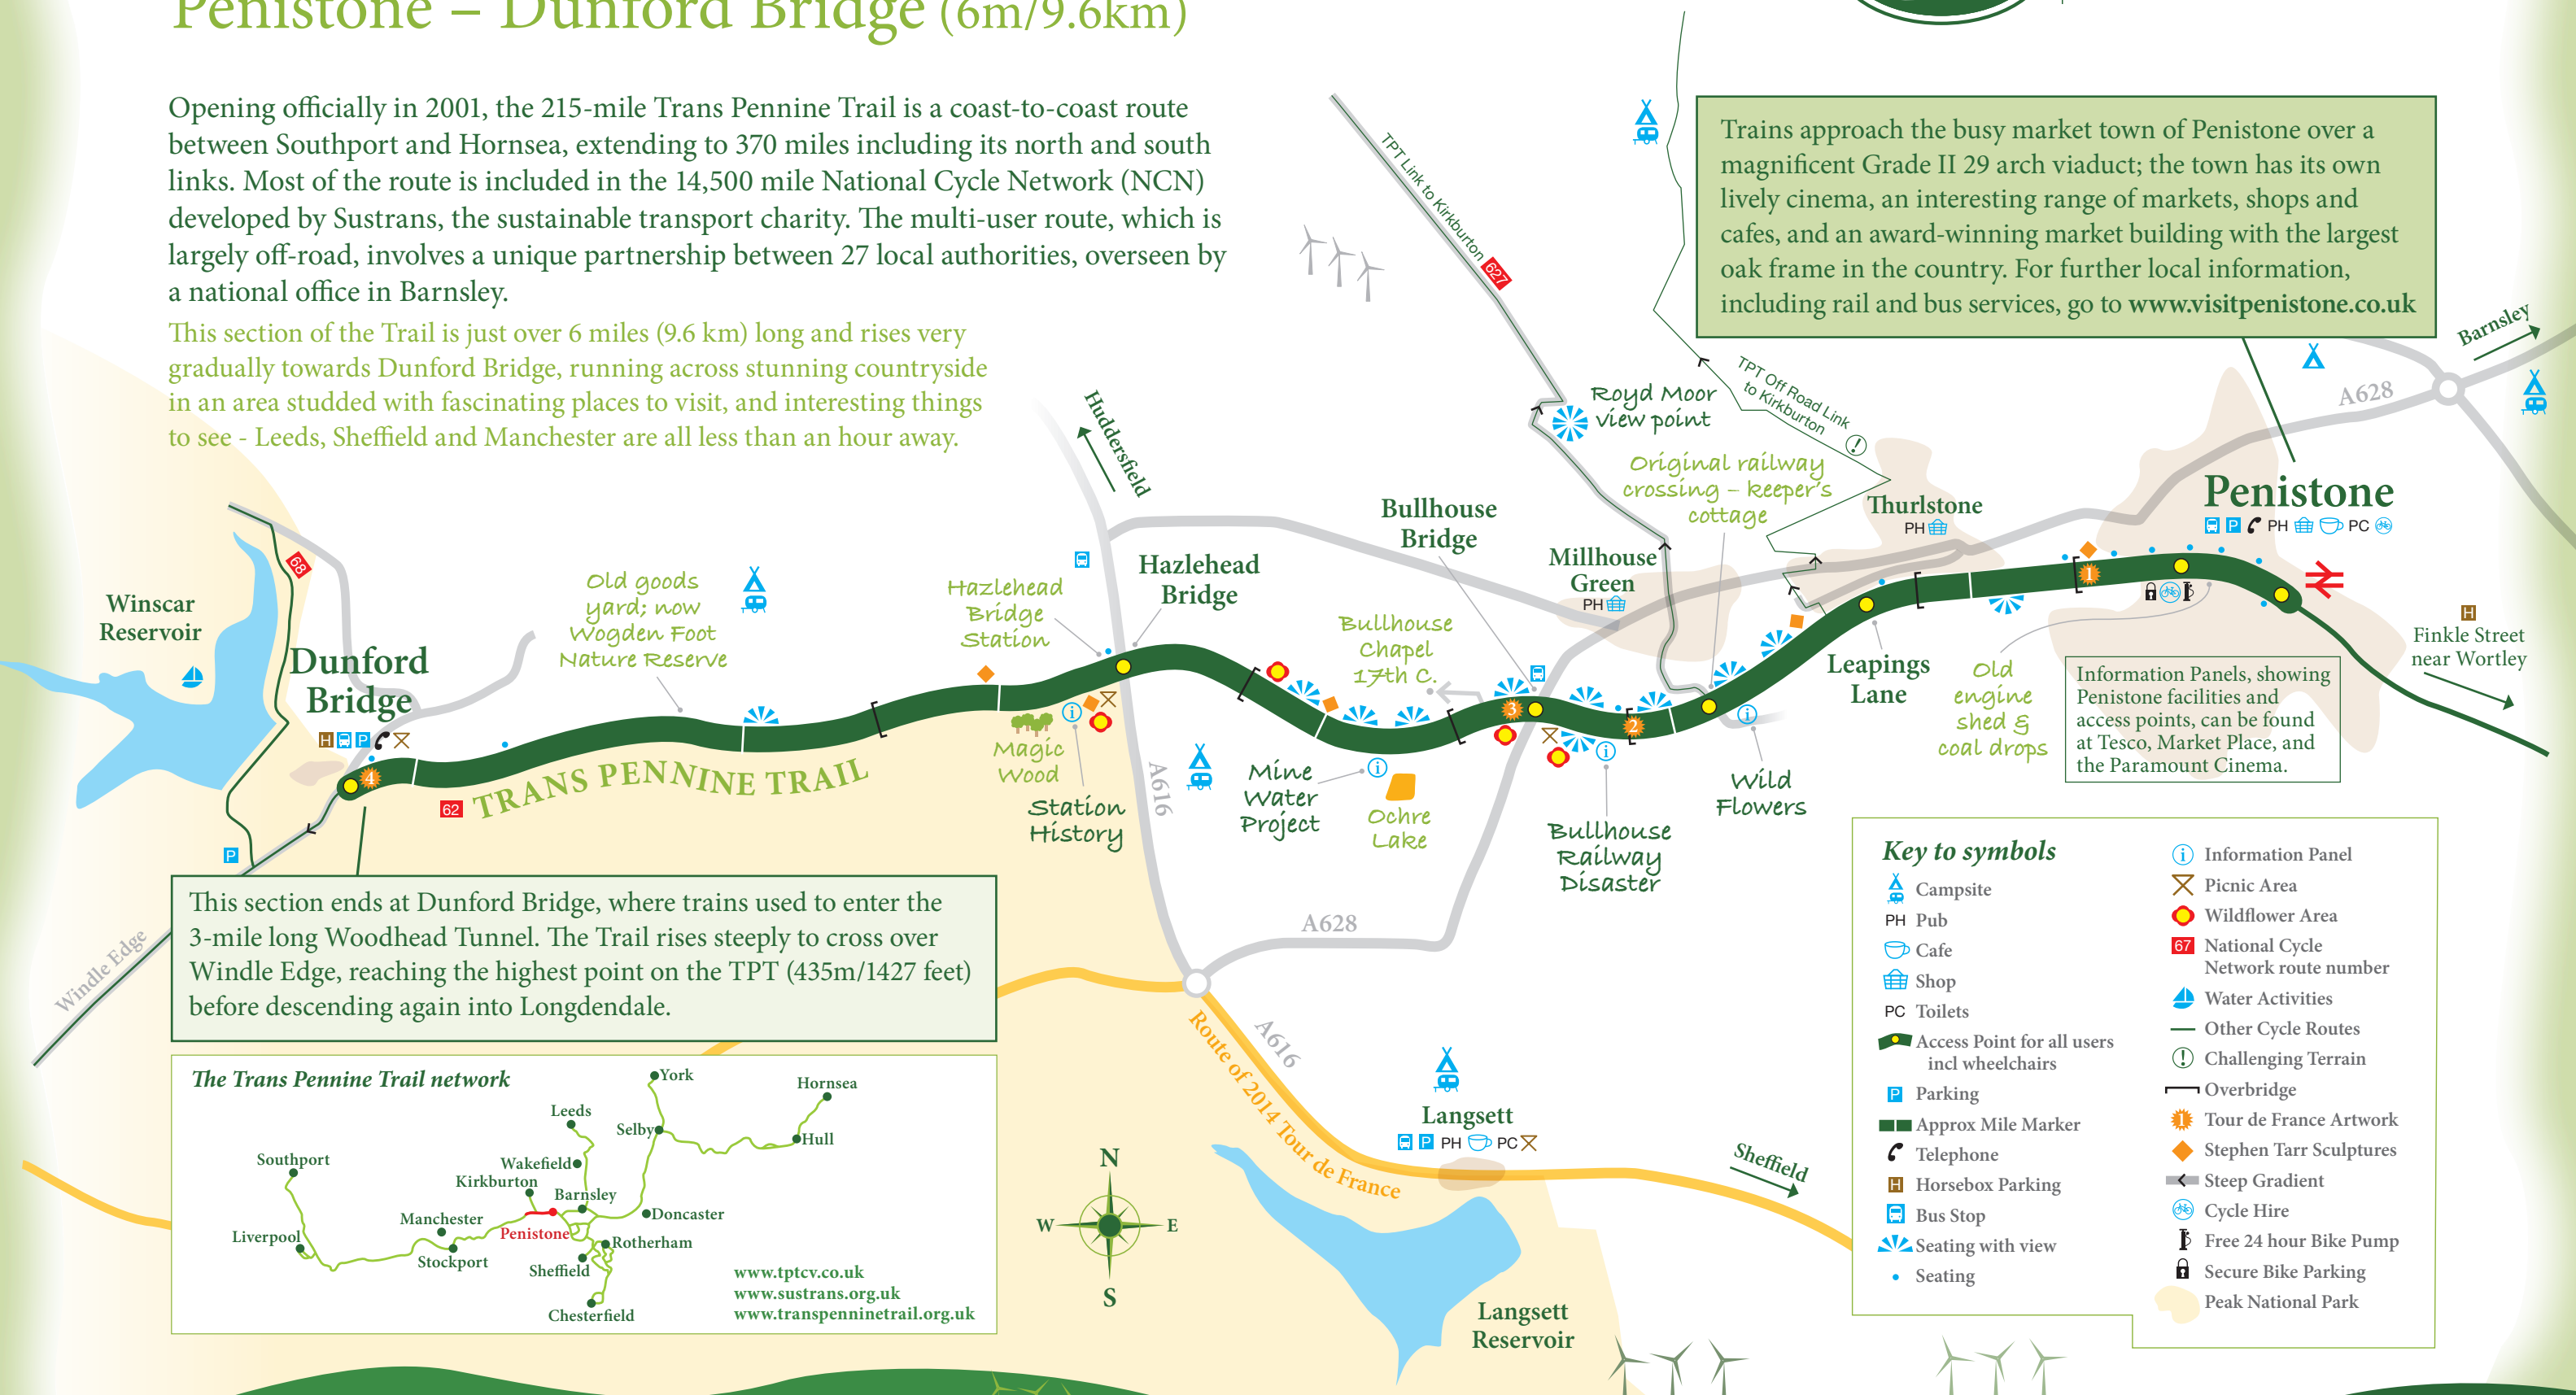 Penistone – Dunford Bridge (6m/9.6km)
Opening officially in 2001, the 215-mile Trans Pennine Trail is a coast-to-coast route
between Southport and Hornsea, extending to 370 miles including its north and south
links. Most of the route is included in the 14,500 mile National Cycle Network (NCN)
developed by Sustrans, the sustainable transport charity. The multi-user route, which is
largely off-road, involves a unique partnership between 27 local authorities, overseen by
a national office in Barnsley.
This section of the Trail is just over 6 miles (9.6 km) long and rises very
gradually towards Dunford Bridge, running across stunning countryside
in an area studded with fascinating places to visit, and interesting things
to see - Leeds, Sheffield and Manchester are all less than an hour away.
Trains approach the busy market town of Penistone over a
magnificent Grade II 29 arch viaduct; the town has its own
lively cinema, an interesting range of markets, shops and
cafes, and an award-winning market building with the largest
oak frame in the country. For further local information,
including rail and bus services, go to www.visitpenistone.co.uk
TPT Link to Kirkburton
627
Barnsley
A628
Huddersfield
Royd Moor
view point
TPT Off Road Link
to Kirkburton
!
Original railway
crossing – keeper's
cottage
Thurlstone
PH
Penistone
P PH PC
Bullhouse
Bridge
Millhouse
Green
PH
Hazlehead
Bridge
Hazlehead
Bridge
Station
Old goods
yard; now
Wogden Foot
Nature Reserve
68
Winscar
Reservoir
Dunford
Bridge
H P
4
62
TRANS PENNINE TRAIL
P
Magic
Wood
i
Station
History
A616
Bullhouse
Chapel
17th C.
Mine
Water
Project
i
Ochre
Lake
3
2
i
Bullhouse
Railway
Disaster
i
Wild
Flowers
Leapings
Lane
1
Old
engine
shed &
coal drops
H
Finkle Street
near Wortley
Information Panels, showing
Penistone facilities and
access points, can be found
at Tesco, Market Place, and
the Paramount Cinema.
This section ends at Dunford Bridge, where trains used to enter the
3-mile long Woodhead Tunnel. The Trail rises steeply to cross over
Windle Edge, reaching the highest point on the TPT (435m/1427 feet)
before descending again into Longdendale.
Windle Edge
A628
A616
Route of 2014 Tour de France
Langsett
P PH PC
Sheffield
Langsett
Reservoir
N
W E
S
The Trans Pennine Trail network
York
Hornsea
Leeds
Selby
Hull
Southport
Wakefield
Kirkburton
Barnsley
Manchester
Doncaster
Liverpool
Penistone
Stockport
Rotherham
Sheffield
Chesterfield
www.tptcv.co.uk
www.sustrans.org.uk
www.transpenninetrail.org.uk
Key to symbols
Campsite
PH Pub
Cafe
Shop
PC Toilets
Access Point for all users
incl wheelchairs
P Parking
Approx Mile Marker
Telephone
H Horsebox Parking
Bus Stop
Seating with view
Seating
i Information Panel
Picnic Area
Wildflower Area
67 National Cycle
Network route number
Water Activities
Other Cycle Routes
! Challenging Terrain
Overbridge
1 Tour de France Artwork
Stephen Tarr Sculptures
Steep Gradient
Cycle Hire
Free 24 hour Bike Pump
Secure Bike Parking
Peak National Park